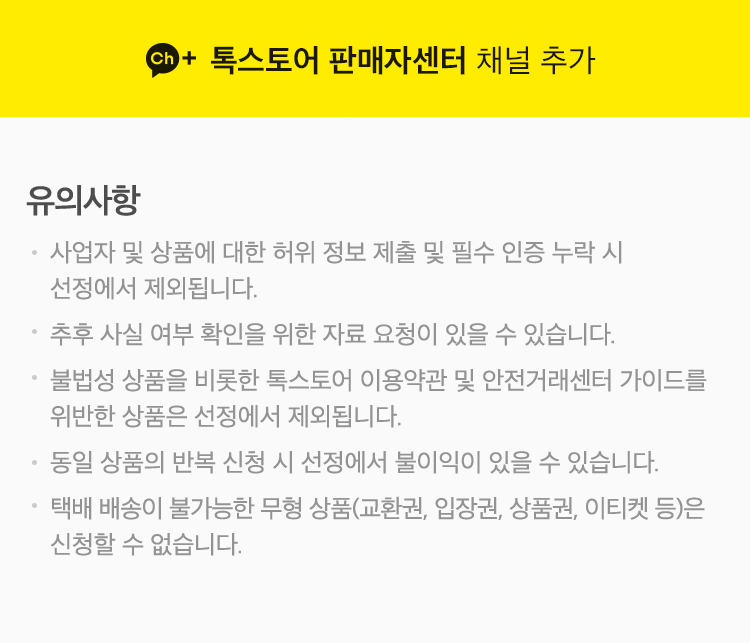 Ch+ 톡스토어 판매자센터 채널 추가
유의사항
• 사업자 및 상품에 대한 허위 정보 제출 및 필수 인증 누락 시
선정에서 제외됩니다.
• 추후 사실 여부 확인을 위한 자료 요청이 있을 수 있습니다.
• 불법성 상품을 비롯한 톡스토어 이용약관 및 안전거래센터 가이드를
위반한 상품은 선정에서 제외됩니다.
• 동일 상품의 반복 신청 시 선정에서 불이익이 있을 수 있습니다.
• 택배 배송이 불가능한 무형 상품(교환권, 입장권, 상품권, 이티켓 등)은
신청할 수 없습니다.